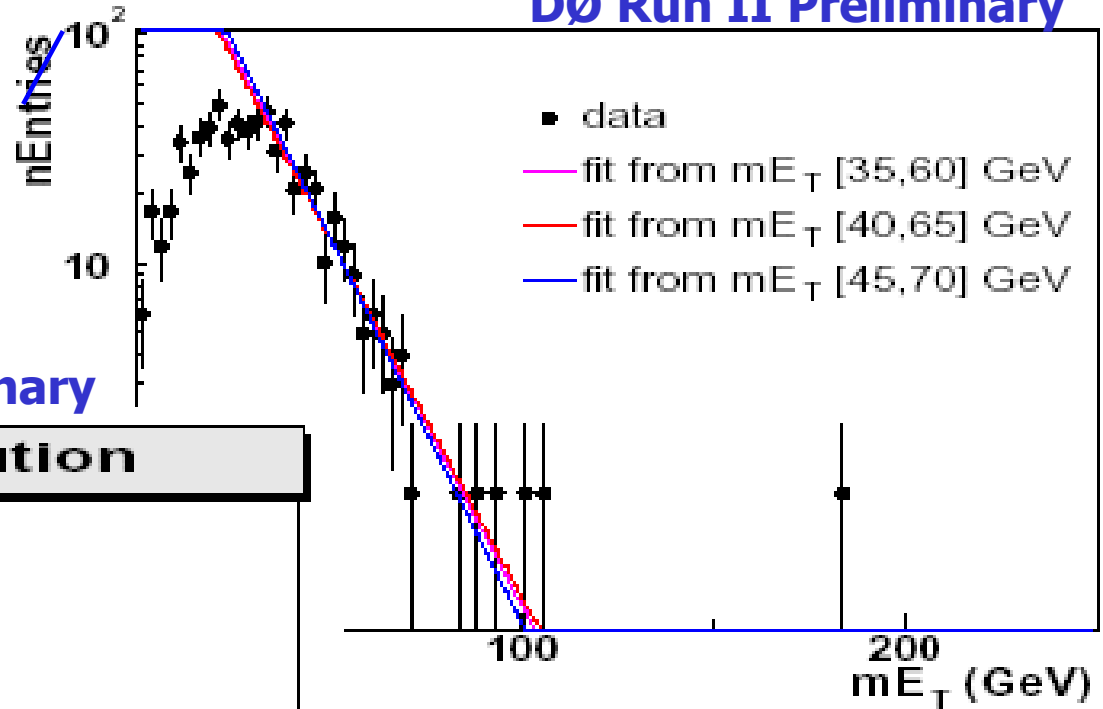 DØ Run II Preliminary
10²
nEntries
data
fit from mE_T [35,60] GeV
fit from mE_T [40,65] GeV
fit from mE_T [45,70] GeV
10
nary
ution
100
200
mE_T (GeV)